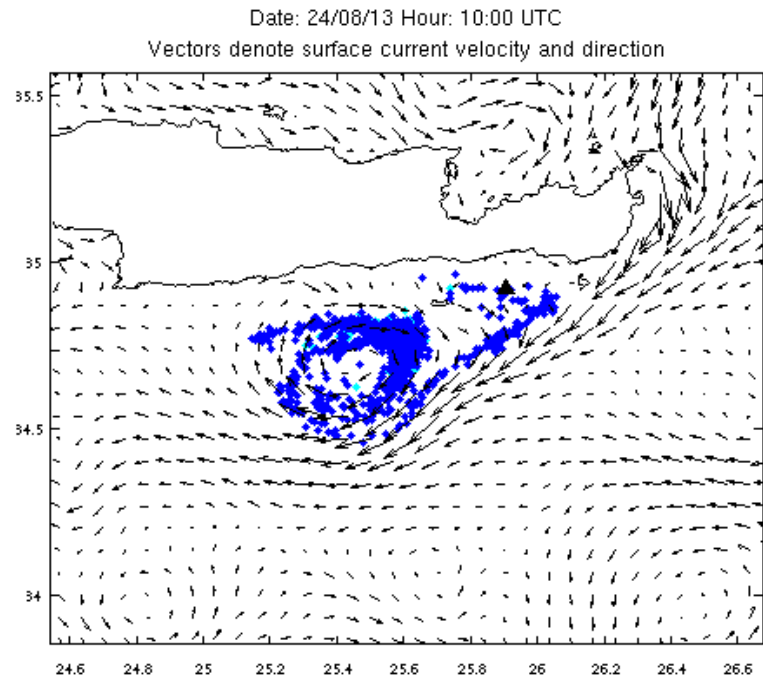 Date: 24/08/13 Hour: 10:00 UTC
Vectors denote surface current velocity and direction
35.5
35
34.5
34
24.6 24.8 25 25.2 25.4 25.6 25.8 26 26.2 26.4 26.6